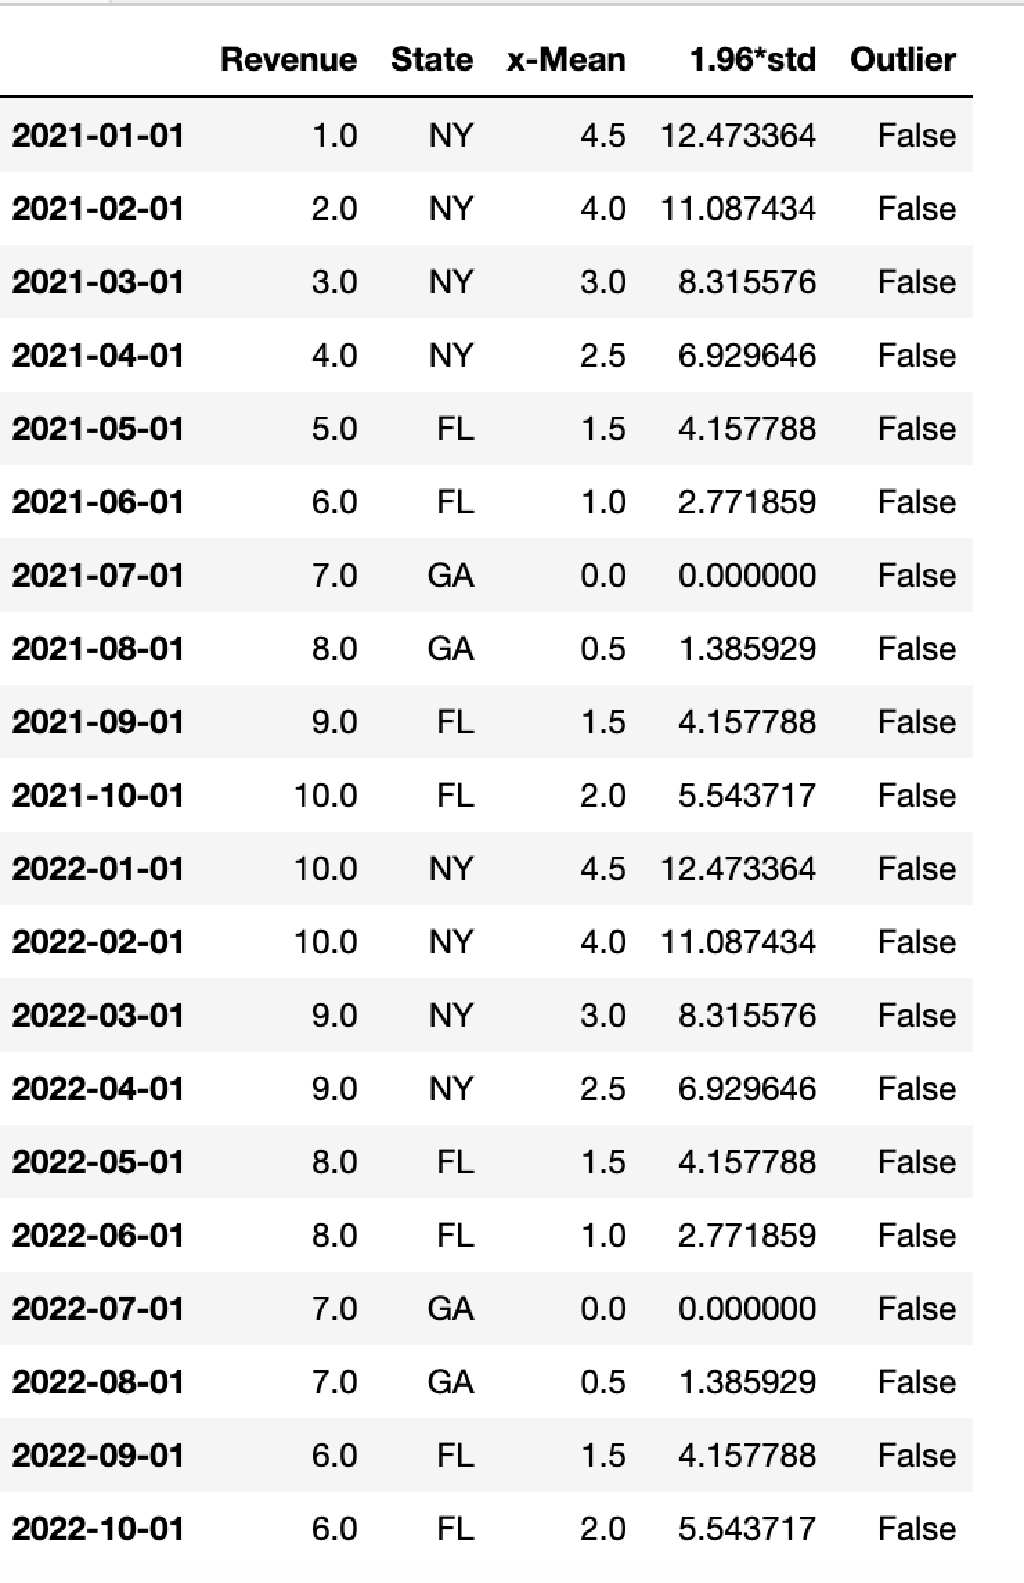 Revenue State x-Mean 1.96*std Outlier
2021-01-01 1.0 NY 4.5 12.473364 False
2021-02-01 2.0 NY 4.0 11.087434 False
2021-03-01 3.0 NY 3.0 8.315576 False
2021-04-01 4.0 NY 2.5 6.929646 False
2021-05-01 5.0 FL 1.5 4.157788 False
2021-06-01 6.0 FL 1.0 2.771859 False
2021-07-01 7.0 GA 0.0 0.000000 False
2021-08-01 8.0 GA 0.5 1.385929 False
2021-09-01 9.0 FL 1.5 4.157788 False
2021-10-01 10.0 FL 2.0 5.543717 False
2022-01-01 10.0 NY 4.5 12.473364 False
2022-02-01 10.0 NY 4.0 11.087434 False
2022-03-01 9.0 NY 3.0 8.315576 False
2022-04-01 9.0 NY 2.5 6.929646 False
2022-05-01 8.0 FL 1.5 4.157788 False
2022-06-01 8.0 FL 1.0 2.771859 False
2022-07-01 7.0 GA 0.0 0.000000 False
2022-08-01 7.0 GA 0.5 1.385929 False
2022-09-01 6.0 FL 1.5 4.157788 False
2022-10-01 6.0 FL 2.0 5.543717 False